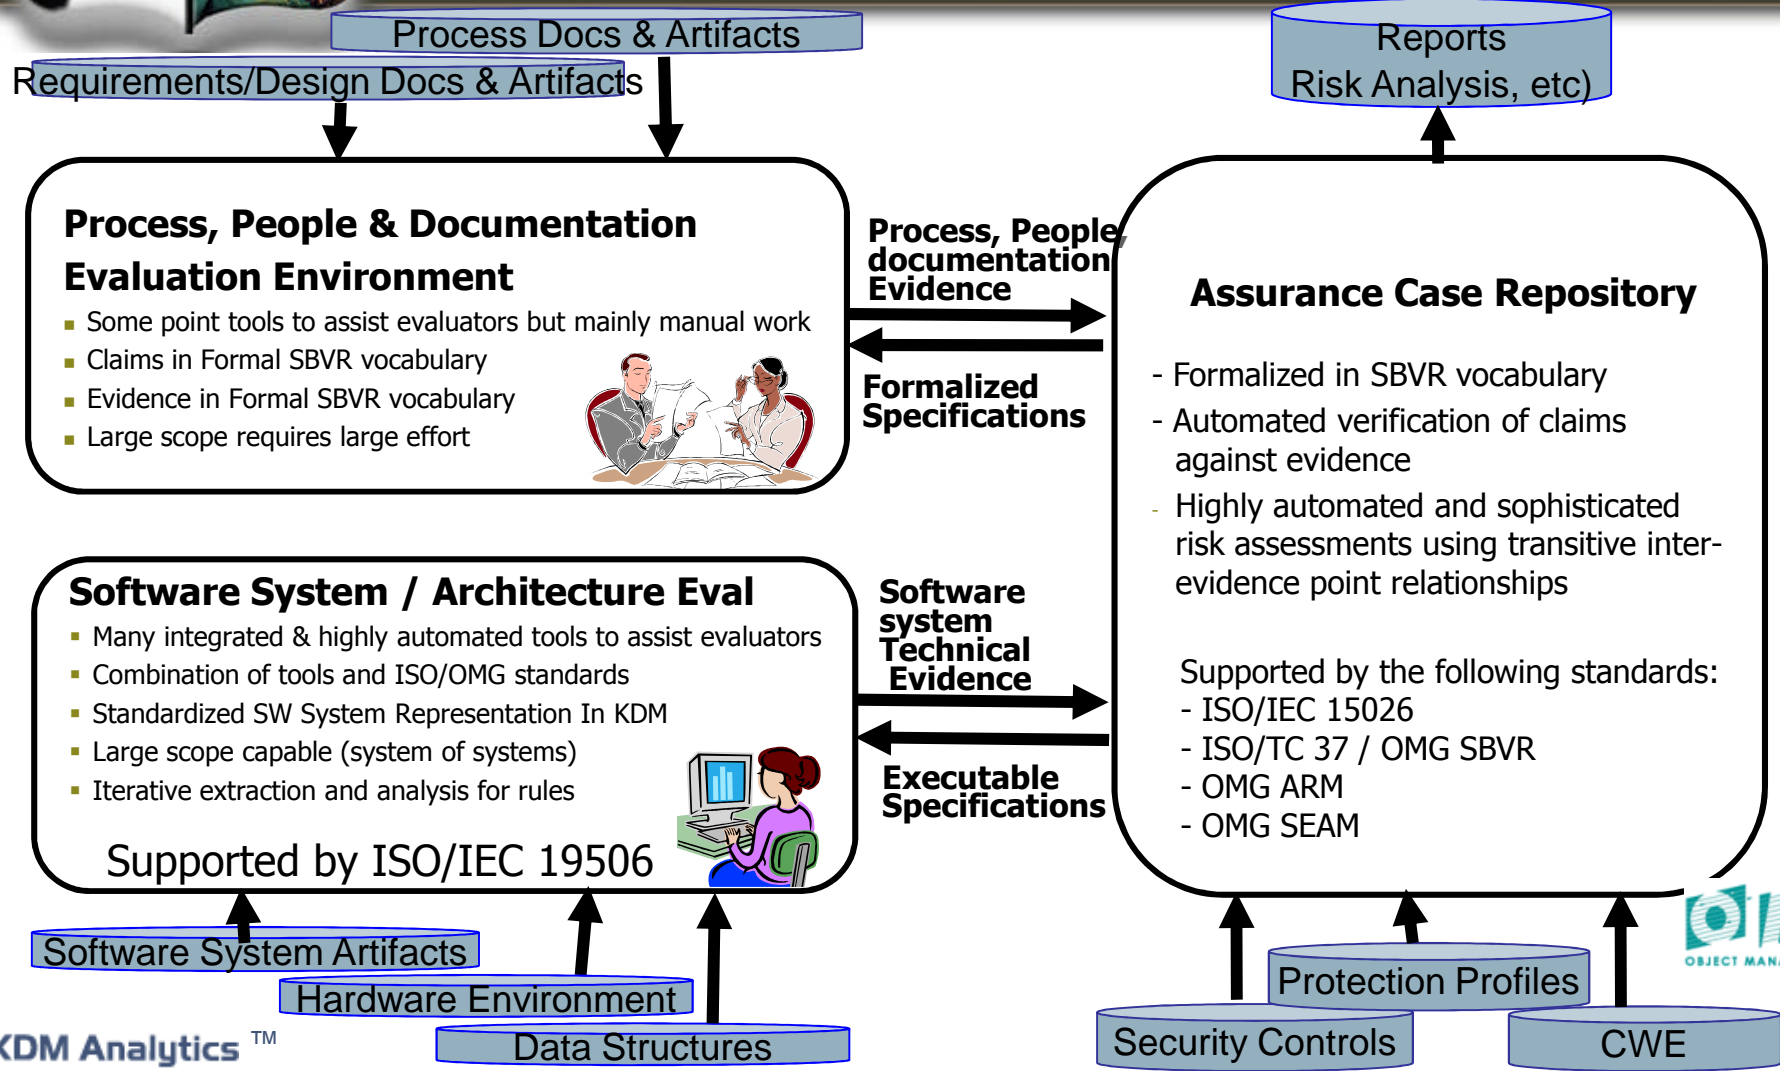 Process Docs & Artifacts
Requirements/Design Docs & Artifacts
Reports
Risk Analysis, etc)
Process, People & Documentation
Evaluation Environment
Some point tools to assist evaluators but mainly manual work
Claims in Formal SBVR vocabulary
Evidence in Formal SBVR vocabulary
Large scope requires large effort
Process, People,
documentation
Evidence
Formalized
Specifications
Assurance Case Repository
- Formalized in SBVR vocabulary
- Automated verification of claims
against evidence
- Highly automated and sophisticated
risk assessments using transitive inter-
evidence point relationships
Supported by the following standards:
- ISO/IEC 15026
- ISO/TC 37 / OMG SBVR
- OMG ARM
- OMG SEAM
Software System / Architecture Eval
Many integrated & highly automated tools to assist evaluators
Combination of tools and ISO/OMG standards
Standardized SW System Representation In KDM
Large scope capable (system of systems)
Iterative extraction and analysis for rules
Supported by ISO/IEC 19506
Software
system
Technical
Evidence
Executable
Specifications
Software System Artifacts
Hardware Environment
Data Structures
Protection Profiles
Security Controls
CWE
KDM Analytics ™
OBJECT